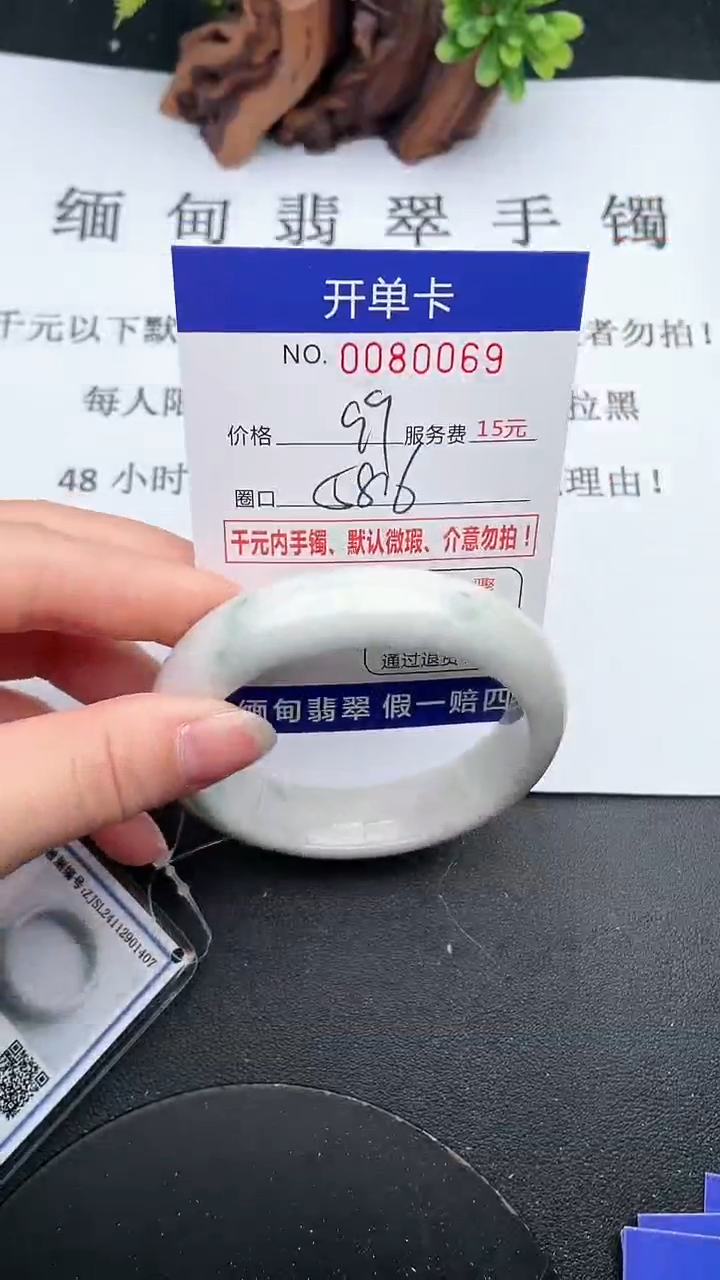 缅甸翡翠手镯
开单卡
千元以下默 者勿拍！
NO. 0080069
每人限 拉黑
价格 99 服务费 15元
48 小时 理由！
圈口 58.6
千元内手镯、默认微瑕、介意勿拍！
通过退货
缅甸翡翠 假一赔四
:ZJSL24112901407